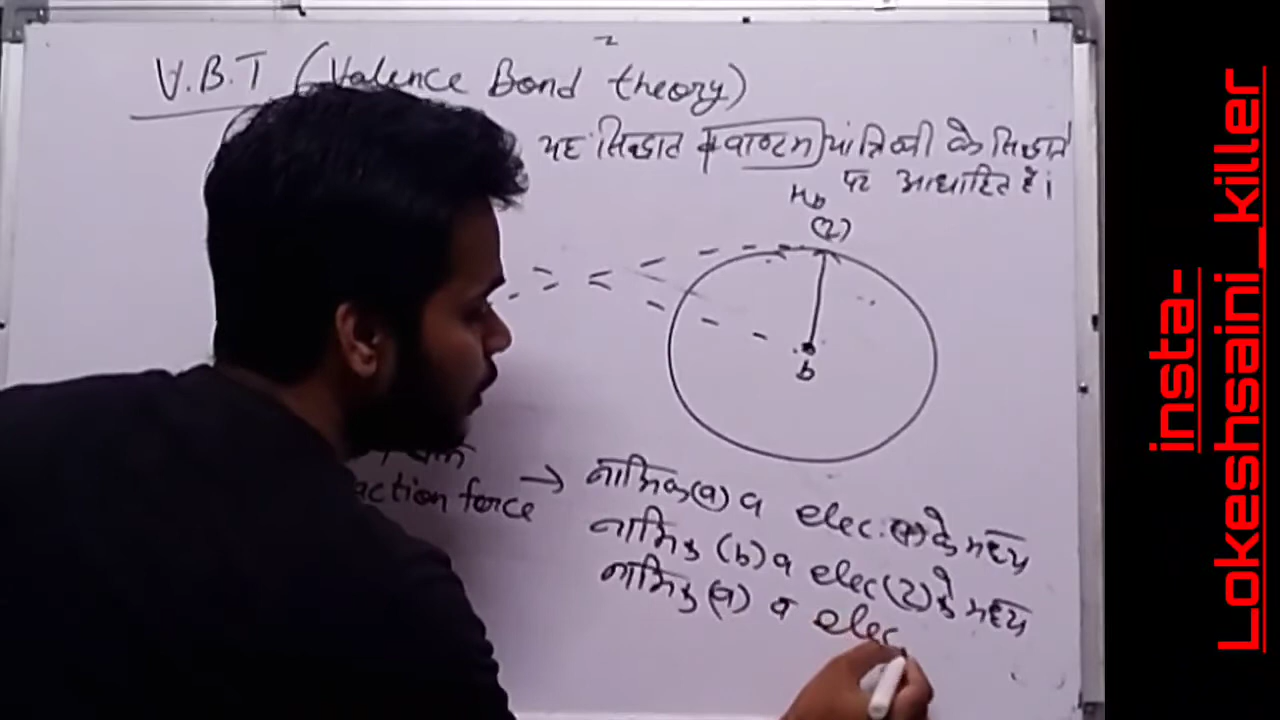 V.B.T (Valence Bond theory)
यह सिद्धांत क्वाण्टम यांत्रिकी के सिद्धांतो
पर आधारित है।
Hb
(2)
b
action force → नाभिक(a) व elec. के मध्य
नाभिक (b) व elec(2) के मध्य
नाभिक (a) व elec
insta-
Lokeshsaini_killer